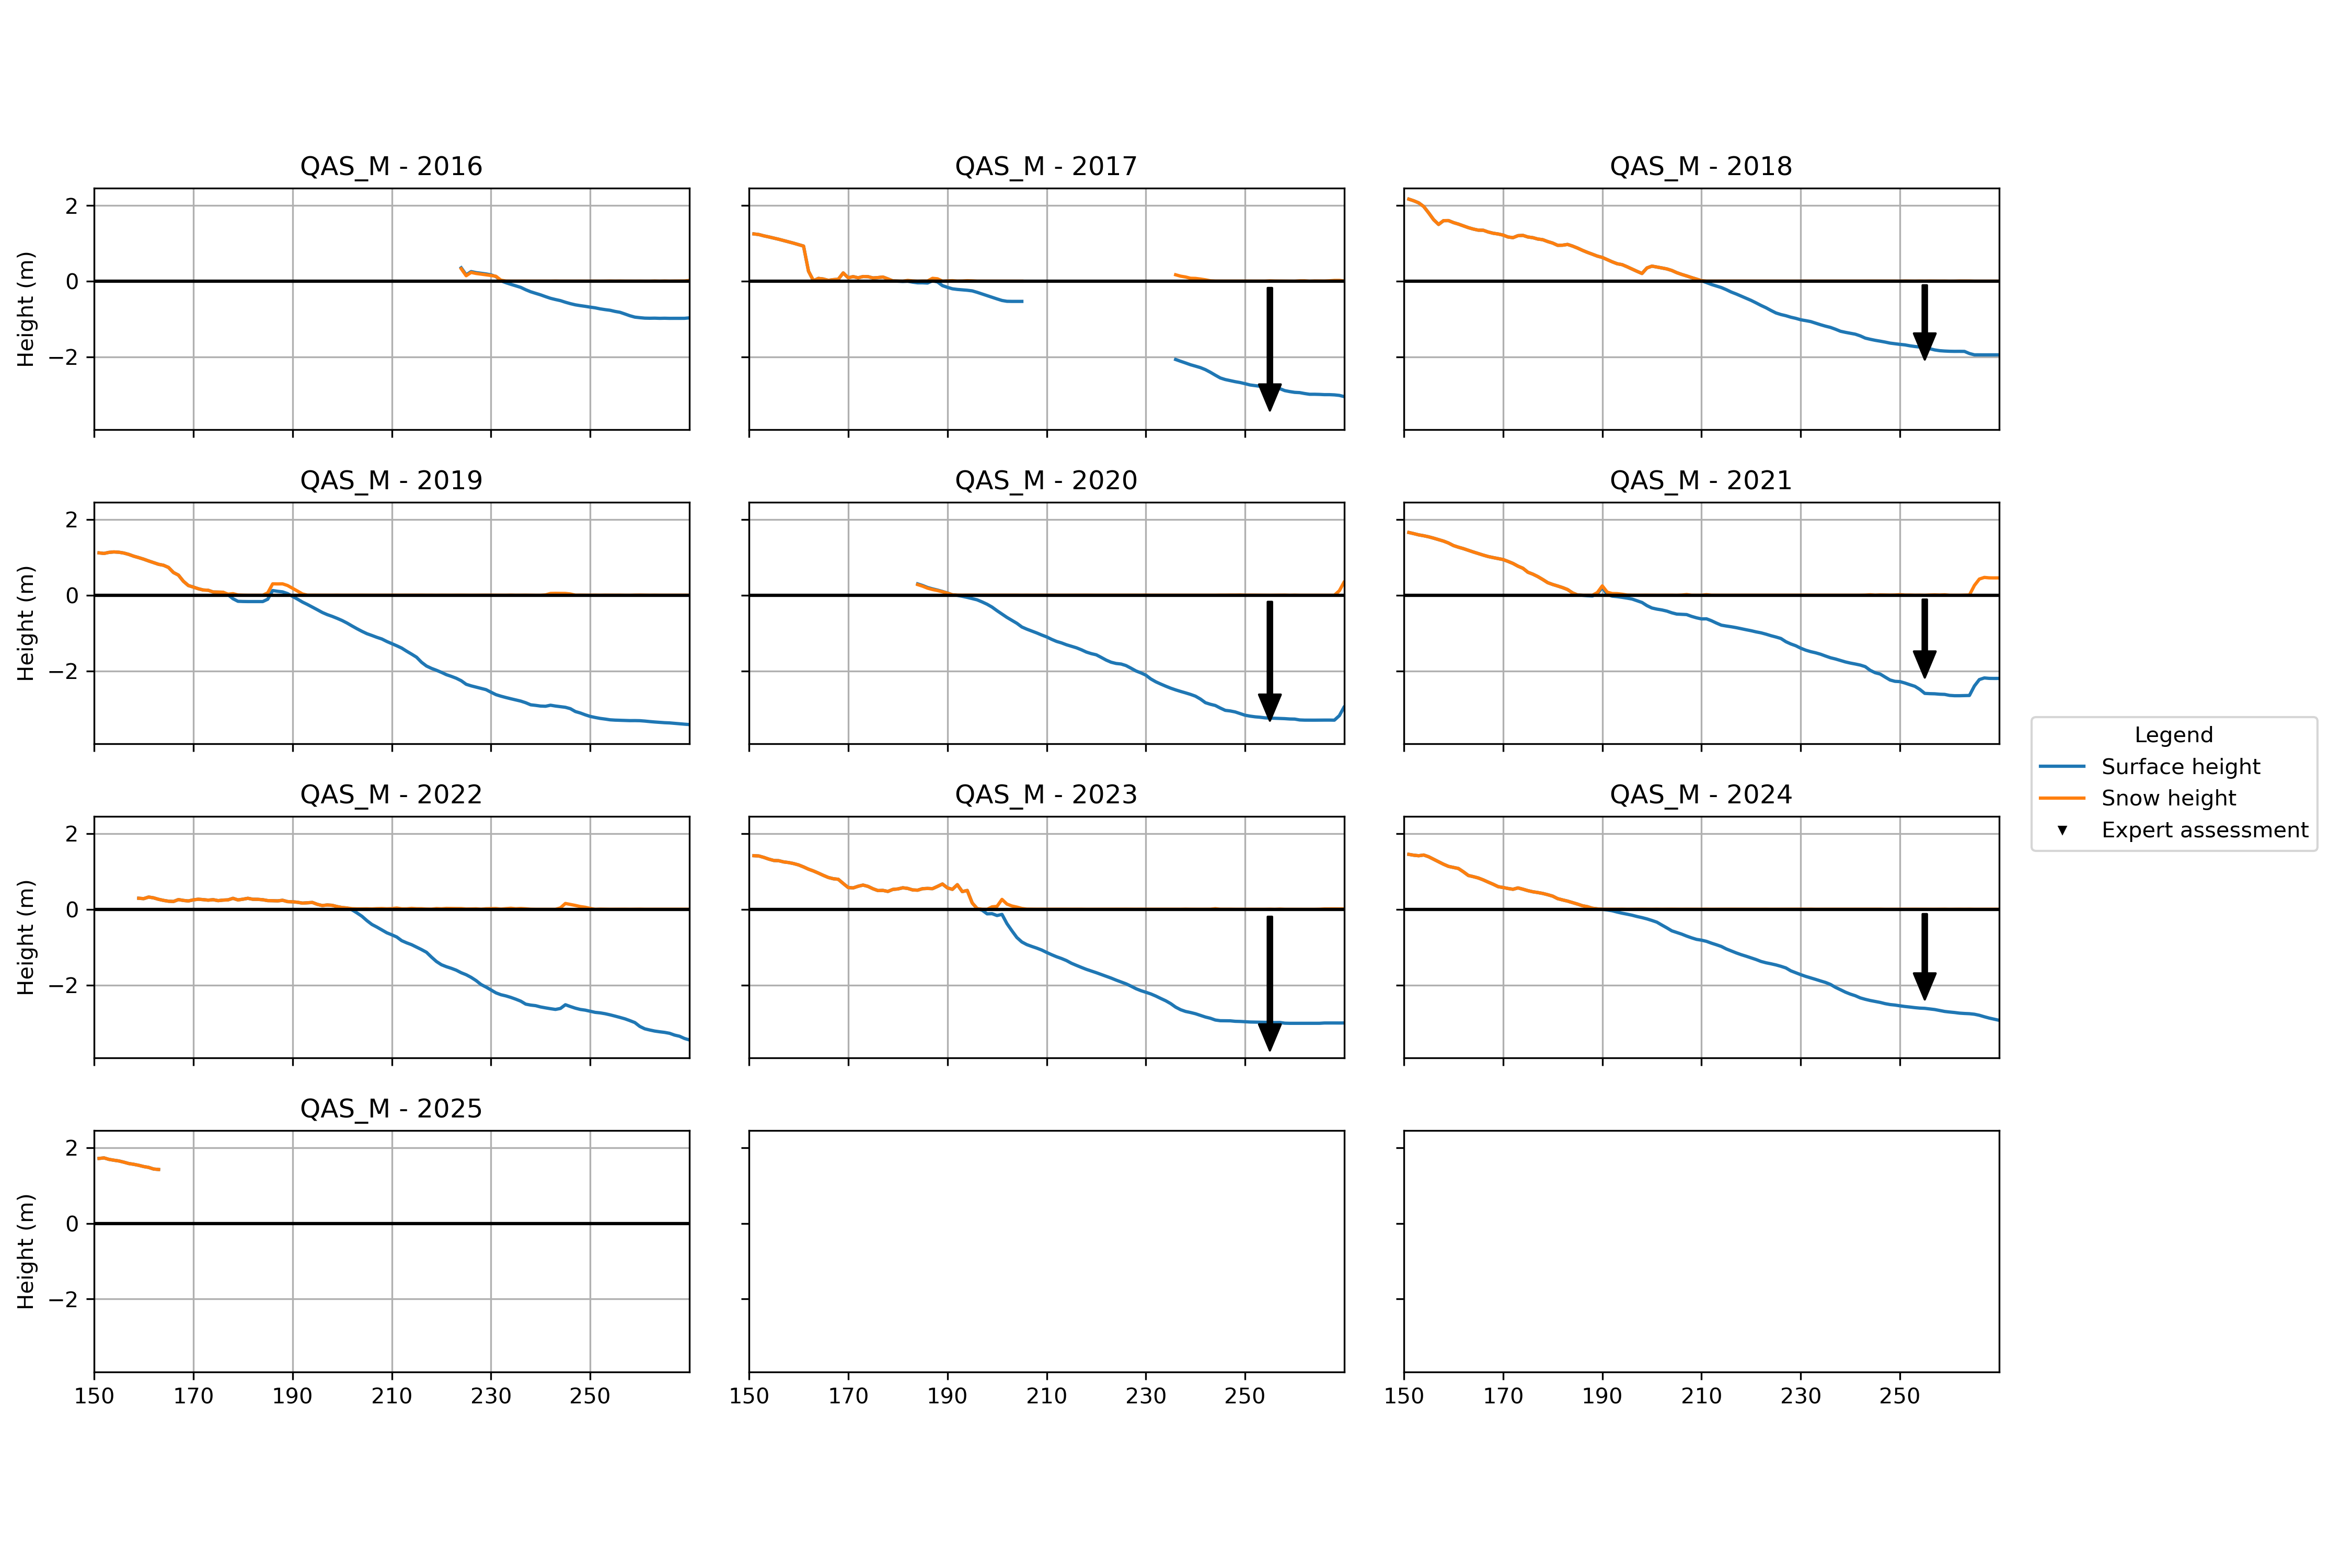 QAS_M - 2016
QAS_M - 2017
QAS_M - 2018
2
0
−2
Height (m)
QAS_M - 2019
QAS_M - 2020
QAS_M - 2021
2
0
−2
Height (m)
Legend
Surface height
Snow height
Expert assessment
QAS_M - 2022
QAS_M - 2023
QAS_M - 2024
2
0
−2
Height (m)
QAS_M - 2025
2
0
−2
Height (m)
150 170 190 210 230 250
150 170 190 210 230 250
150 170 190 210 230 250